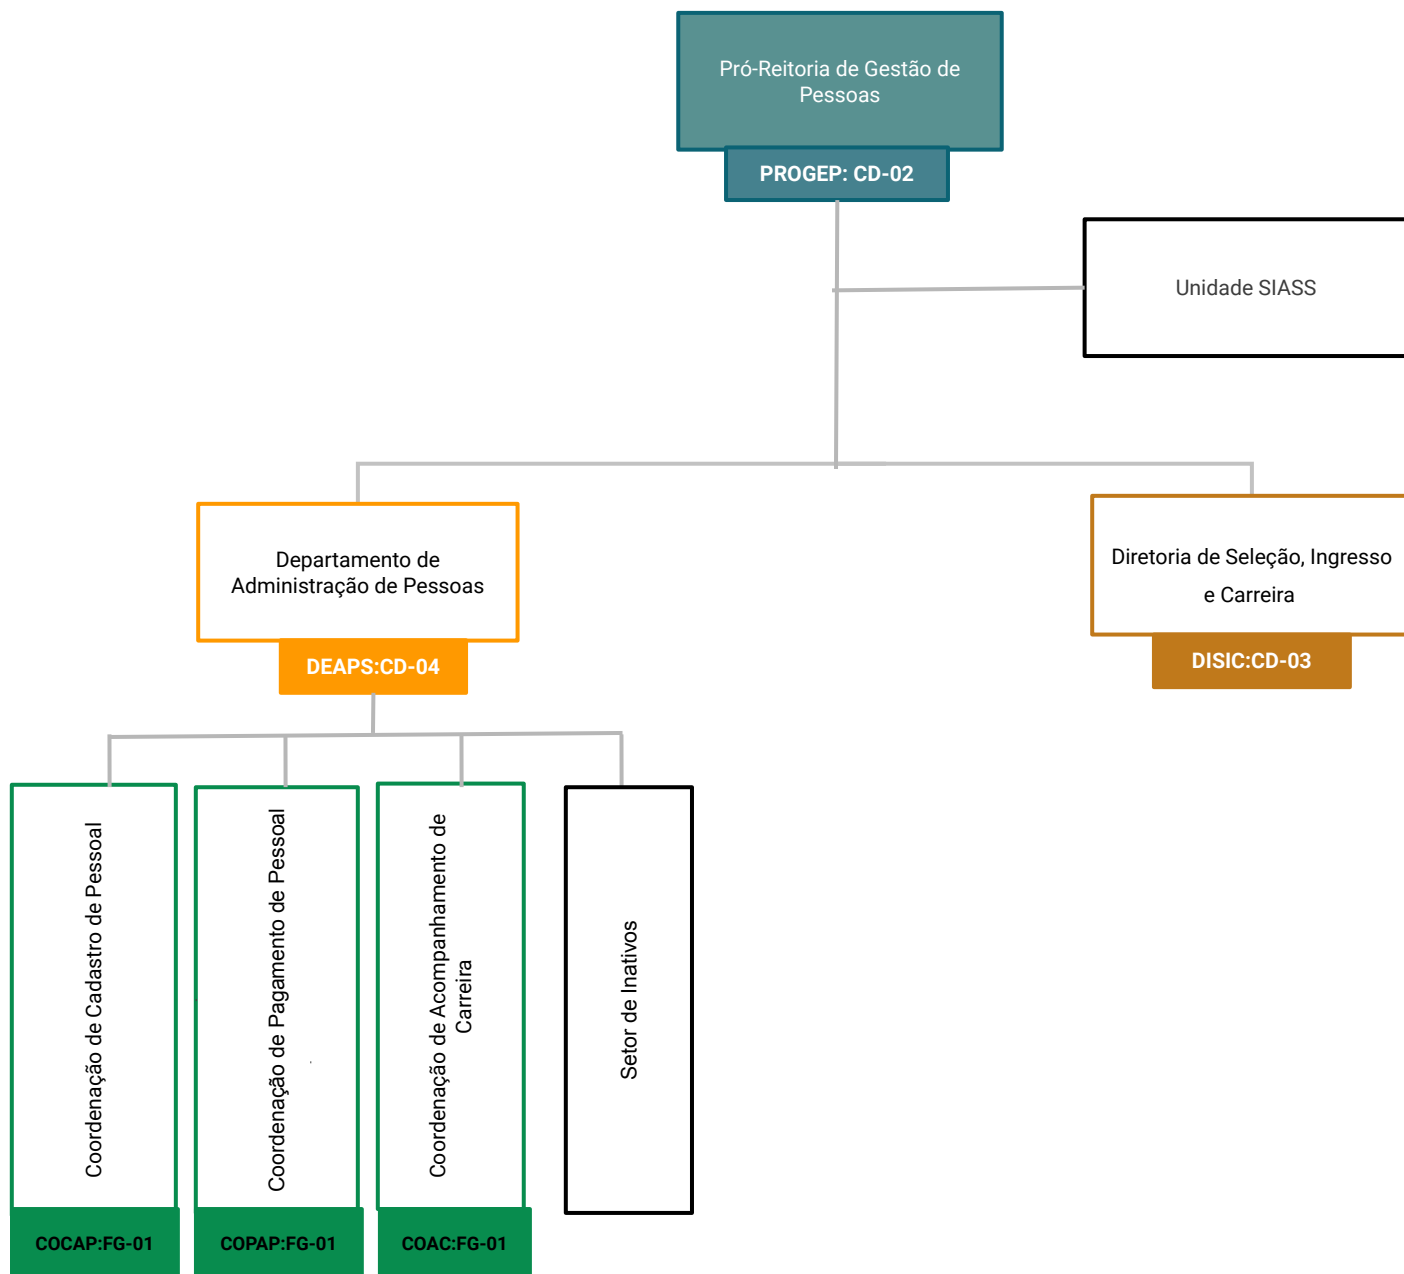 Pró-Reitoria de Gestão de
Pessoas
PROGEP: CD-02
Unidade SIASS
Departamento de
Administração de Pessoas
DEAPS:CD-04
Diretoria de Seleção, Ingresso
e Carreira
DISIC:CD-03
Coordenação de Cadastro de Pessoal
COCAP:FG-01
Coordenação de Pagamento de Pessoal
COPAP:FG-01
Coordenação de Acompanhamento de
Carreira
COAC:FG-01
Setor de Inativos